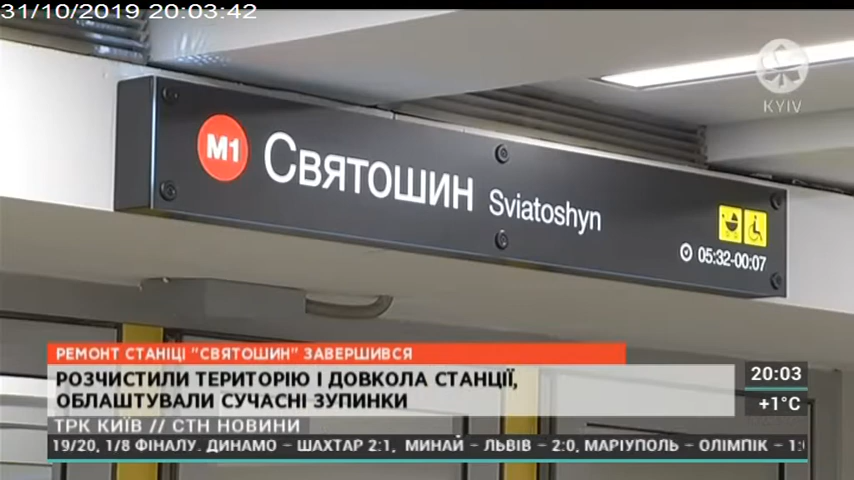 31/10/2019 20:03:42
KYIV
M1 Святошин Sviatoshyn
05:32-00:07
РЕМОНТ СТАНІЦІ "СВЯТОШИН" ЗАВЕРШИВСЯ
РОЗЧИСТИЛИ ТЕРИТОРІЮ І ДОВКОЛА СТАНЦІЇ,
ОБЛАШТУВАЛИ СУЧАСНІ ЗУПИНКИ
20:03
+1°C
ТРК КИЇВ // СТН НОВИНИ
19/20, 1/8 ФІНАЛУ. ДИНАМО – ШАХТАР 2:1, МИНАЙ – ЛЬВІВ – 2:0, МАРІУПОЛЬ – ОЛІМПІК – 1: